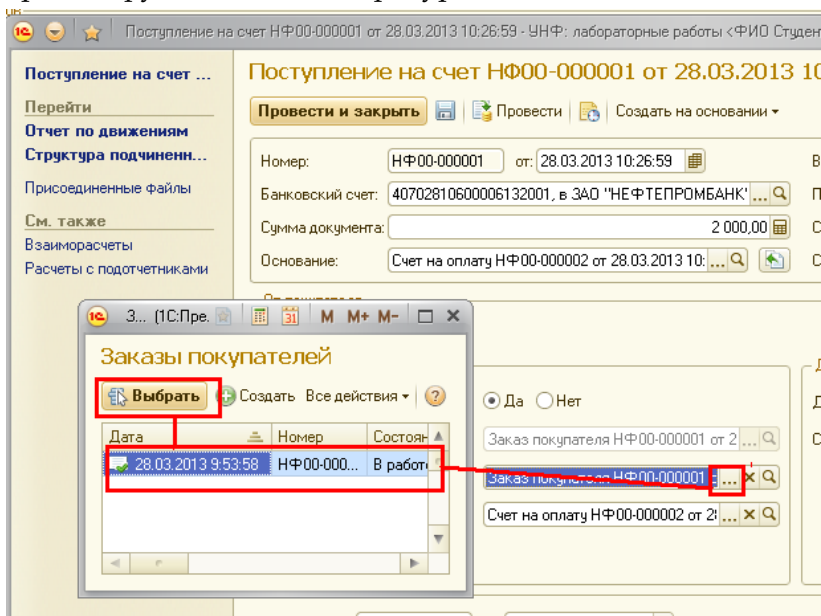 Поступление на счет НФ00-000001 от 28.03.2013 10:26:59 - УНФ: лабораторные работы <ФИО Студен
Поступление на счет ...
Перейти
Отчет по движениям
Структура подчиненн...
Присоединенные файлы
См. также
Взаиморасчеты
Расчеты с подотчетниками
Поступление на счет НФ00-000001 от 28.03.2013 10
Провести и закрыть Провести Создать на основании
Номер: НФ00-000001 от: 28.03.2013 10:26:59
Банковский счет: 40702810600006132001, в ЗАО "НЕФТЕПРОМБАНК" ...
Сумма документа: 2 000,00
Основание: Счет на оплату НФ00-000002 от 28.03.2013 10: ...
З... (1С:Пре. M M+ M-
Заказы покупателей
Выбрать Создать Все действия ?
Дата Номер Состоян
28.03.2013 9:53:58 НФ00-000... В работе
Да Нет
Заказ покупателя НФ00-000001 от 2 ...
Заказ покупателя НФ00-000001 ...
Счет на оплату НФ00-000002 от 28 ...